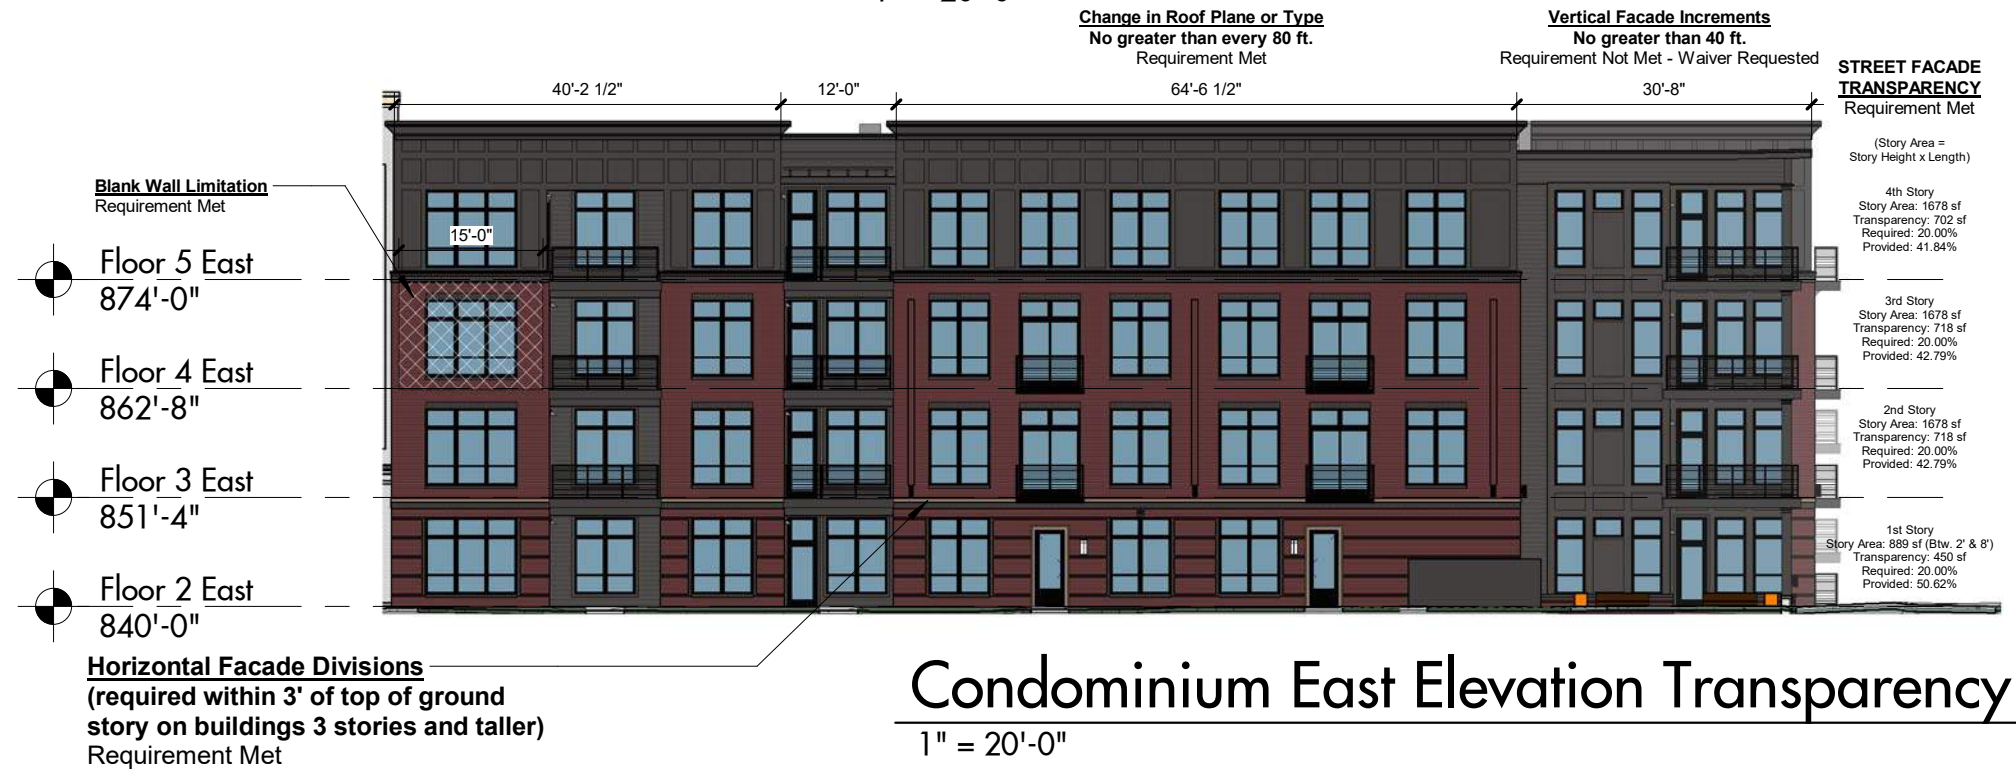 Change in Roof Plane or Type
No greater than every 80 ft.
Requirement Met
Vertical Facade Increments
No greater than 40 ft.
Requirement Not Met - Waiver Requested
STREET FACADE
TRANSPARENCY
Requirement Met
(Story Area =
Story Height x Length)
40'-2 1/2"
12'-0"
64'-6 1/2"
30'-8"
Blank Wall Limitation
Requirement Met
15'-0"
4th Story
Story Area: 1678 sf
Transparency: 702 sf
Required: 20.00%
Provided: 41.84%
Floor 5 East
874'-0"
3rd Story
Story Area: 1678 sf
Transparency: 718 sf
Required: 20.00%
Provided: 42.79%
Floor 4 East
862'-8"
2nd Story
Story Area: 1678 sf
Transparency: 718 sf
Required: 20.00%
Provided: 42.79%
Floor 3 East
851'-4"
1st Story
Story Area: 889 sf (Btw. 2' & 8')
Transparency: 450 sf
Required: 20.00%
Provided: 50.62%
Floor 2 East
840'-0"
Horizontal Facade Divisions
(required within 3' of top of ground
story on buildings 3 stories and taller)
Requirement Met
Condominium East Elevation Transparency
1" = 20'-0"